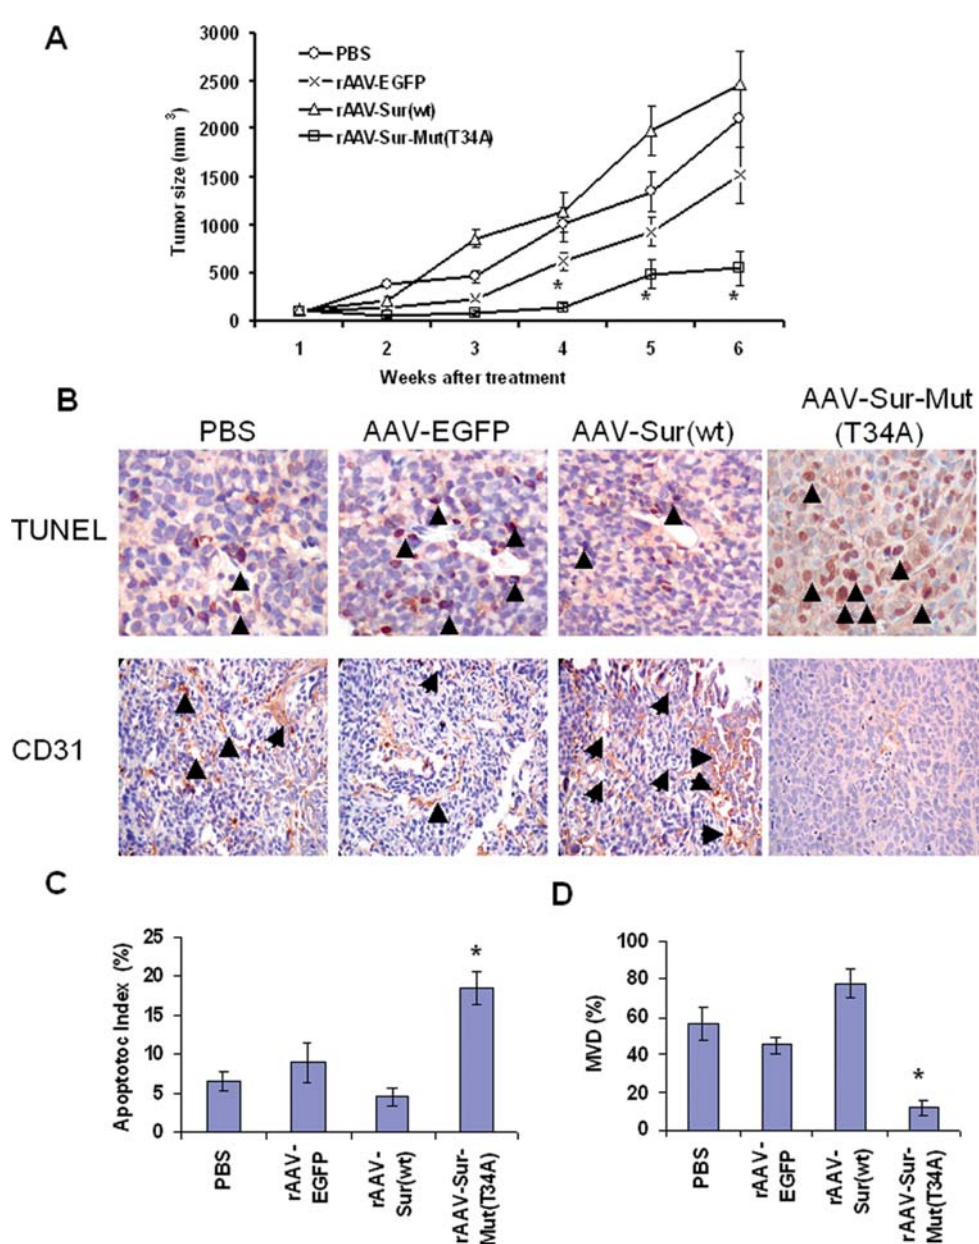 A
3000
2500
2000
1500
1000
500
0
Tumor size (mm 3)
PBS
rAAV-EGFP
rAAV-Sur(wt)
rAAV-Sur-Mut(T34A)
*
*
*
1 2 3 4 5 6
Weeks after treatment
B
PBS
AAV-EGFP
AAV-Sur(wt)
AAV-Sur-Mut
(T34A)
TUNEL
CD31
C
25
20
15
10
5
0
Apoptotoc Index (%)
*
PBS
rAAV-
EGFP
rAAV-
Sur(wt)
rAAV-Sur-
Mut(T34A)
D
100
80
60
40
20
0
MVD (%)
*
PBS
rAAV-
EGFP
rAAV-
Sur(wt)
rAAV-Sur-
Mut(T34A)